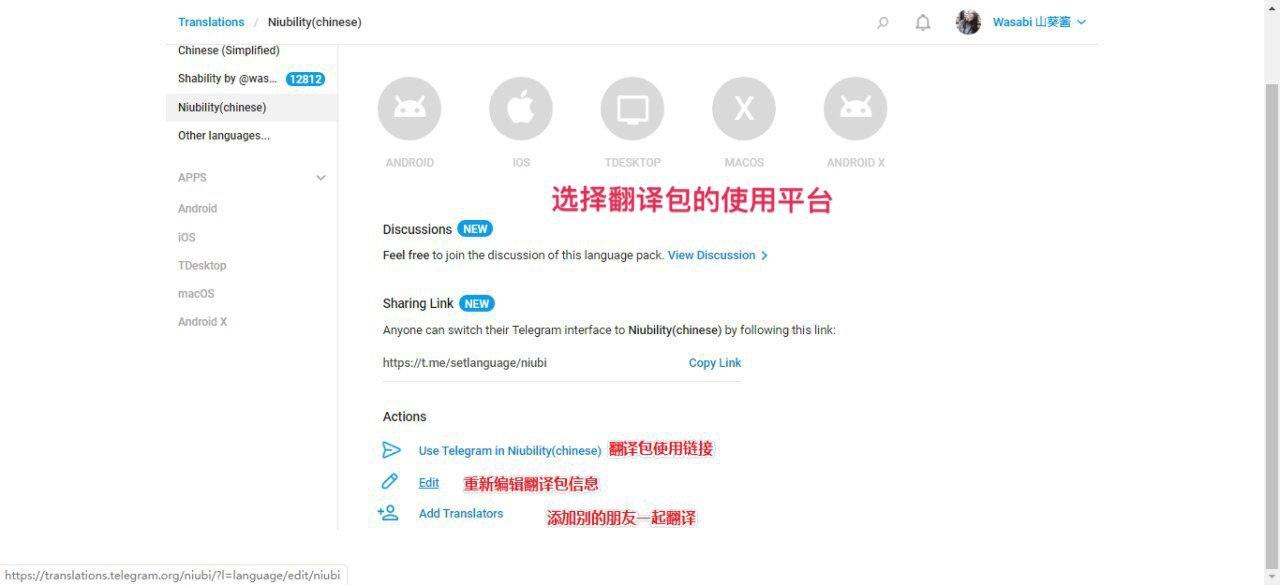 Translations / Niubility(chinese)
Wasabi 山葵酱
Chinese (Simplified)
Shability by @was... 12812
Niubility(chinese)
Other languages...
APPS
Android
iOS
TDesktop
macOS
Android X
X
ANDROID IOS TDESKTOP MACOS ANDROID X
选择翻译包的使用平台
Discussions NEW
Feel free to join the discussion of this language pack. View Discussion
Sharing Link NEW
Anyone can switch their Telegram interface to Niubility(chinese) by following this link:
https://t.me/setlanguage/niubi Copy Link
Actions
Use Telegram in Niubility(chinese) 翻译包使用链接
Edit 重新编辑翻译包信息
Add Translators 添加别的朋友一起翻译
https://translations.telegram.org/niubi/?l=language/edit/niubi